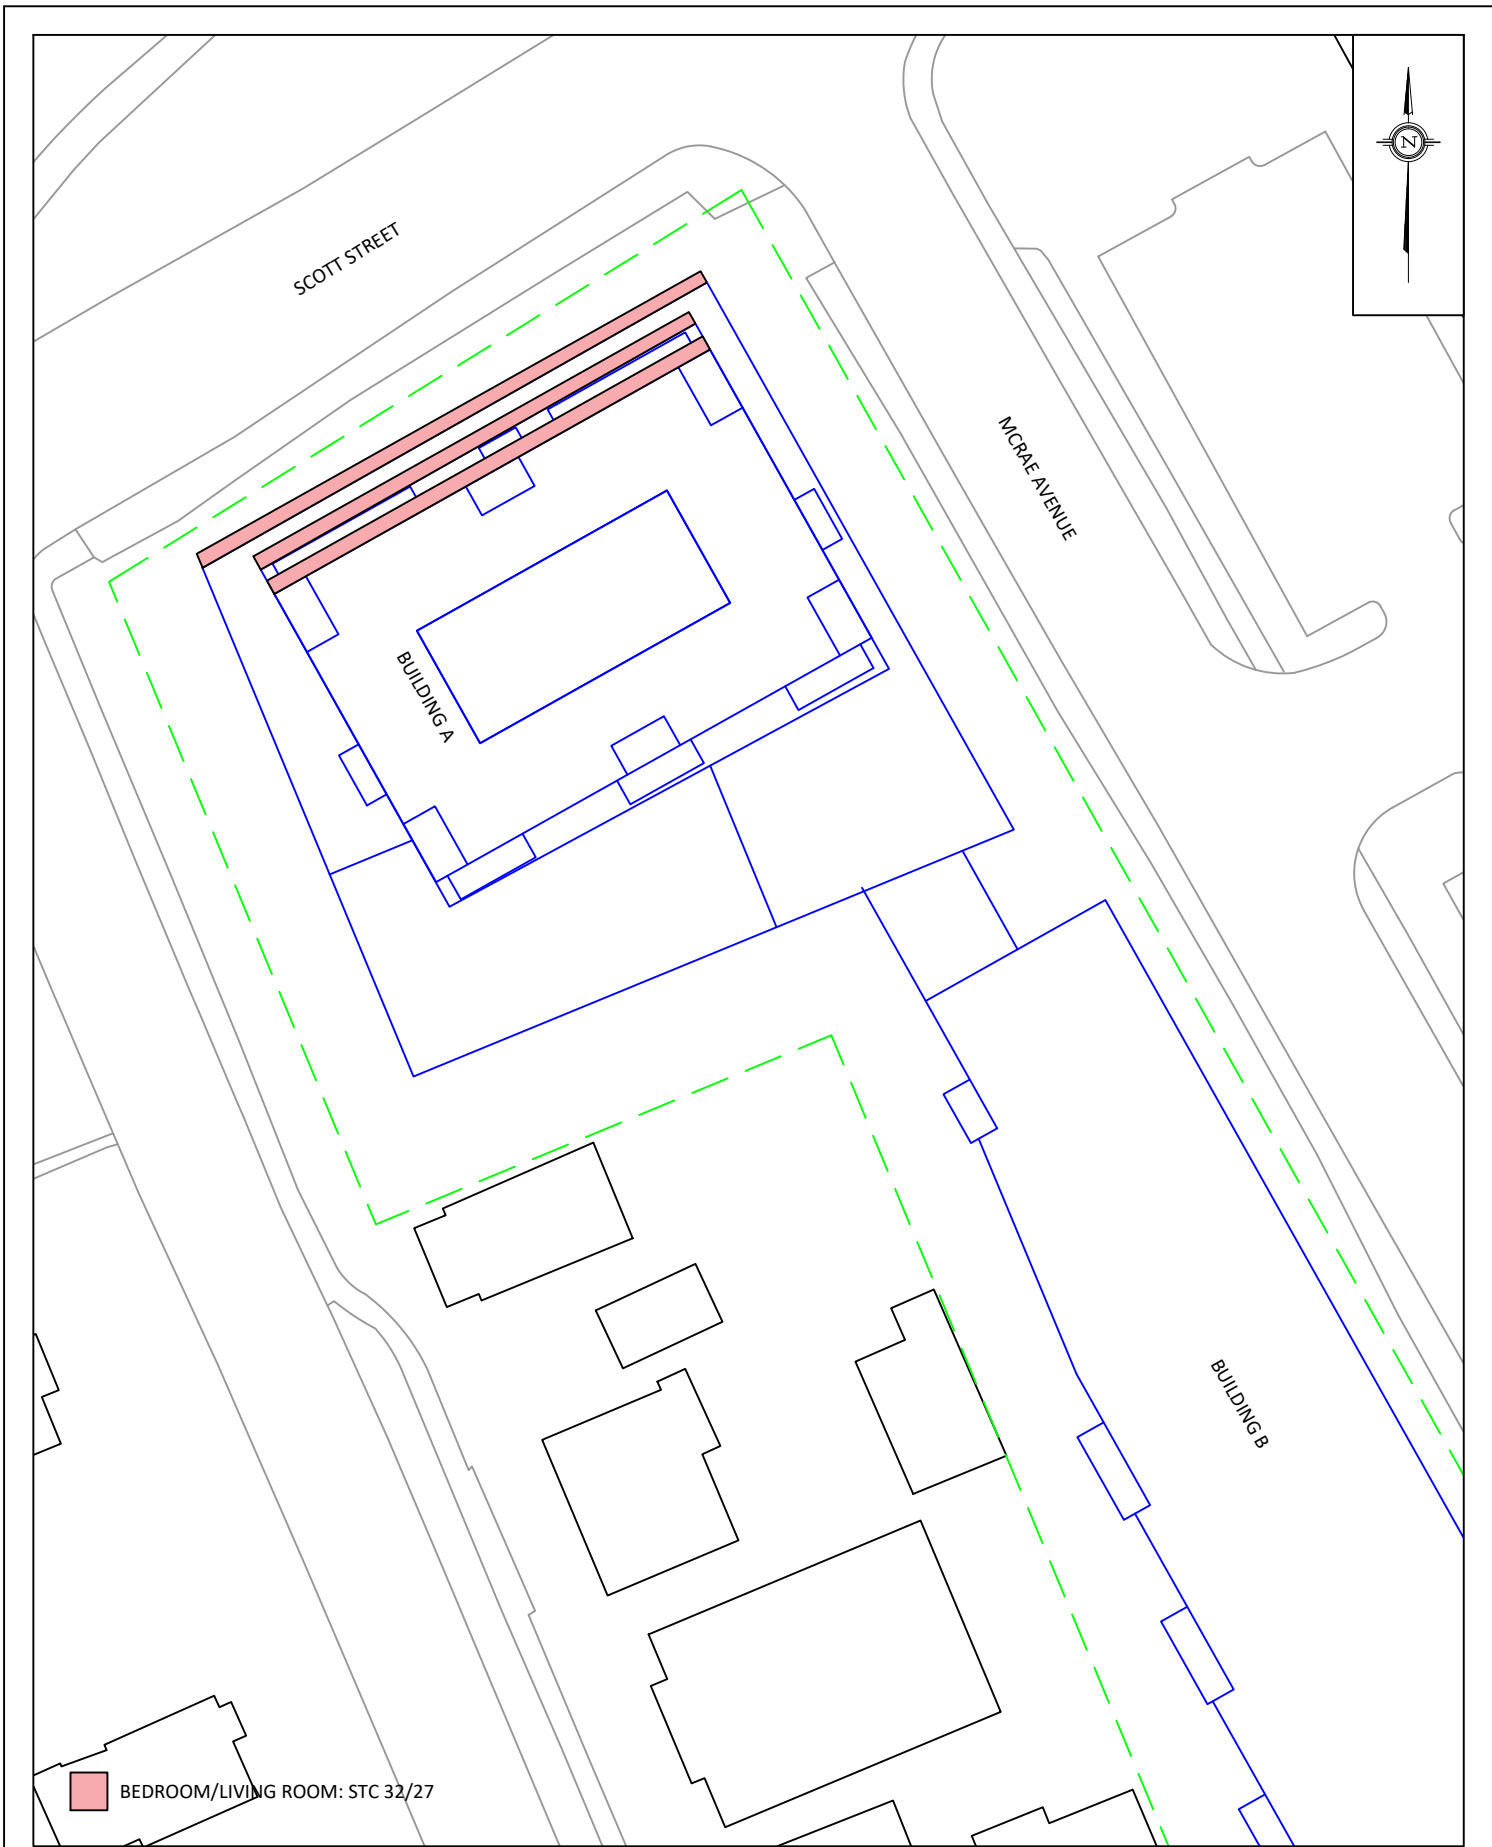 N
SCOTT STREET
MCRAE AVENUE
BUILDING A
BUILDING B
BEDROOM/LIVING ROOM: STC 32/27